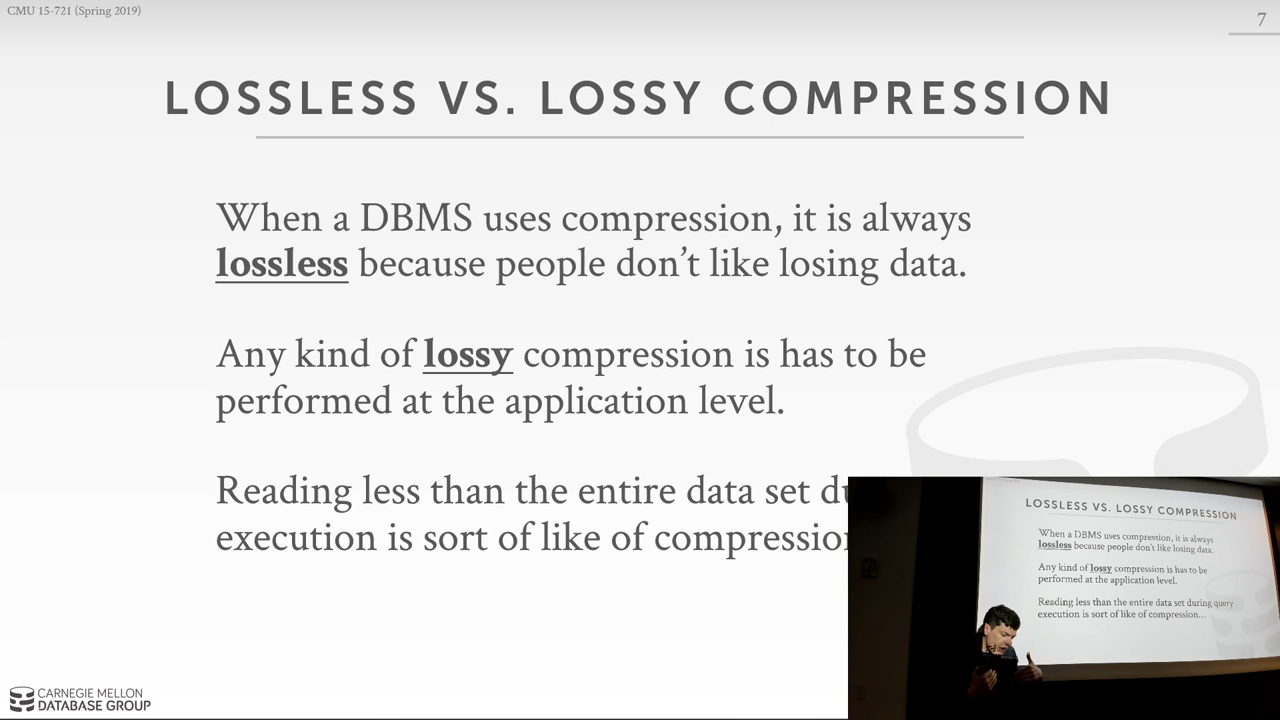 CMU 15-721 (Spring 2019)
7
LOSSLESS VS. LOSSY COMPRESSION
When a DBMS uses compression, it is always
lossless because people don't like losing data.
Any kind of lossy compression is has to be
performed at the application level.
Reading less than the entire data set du
execution is sort of like of compression
LOSSLESS VS. LOSSY COMPRESSION
When a DBMS uses compression, it is always
lossless because people don't like losing data.
Any kind of lossy compression is has to be
performed at the application level.
Reading less than the entire data set during query
execution is sort of like of compression...
CARNEGIE MELLON
DATABASE GROUP